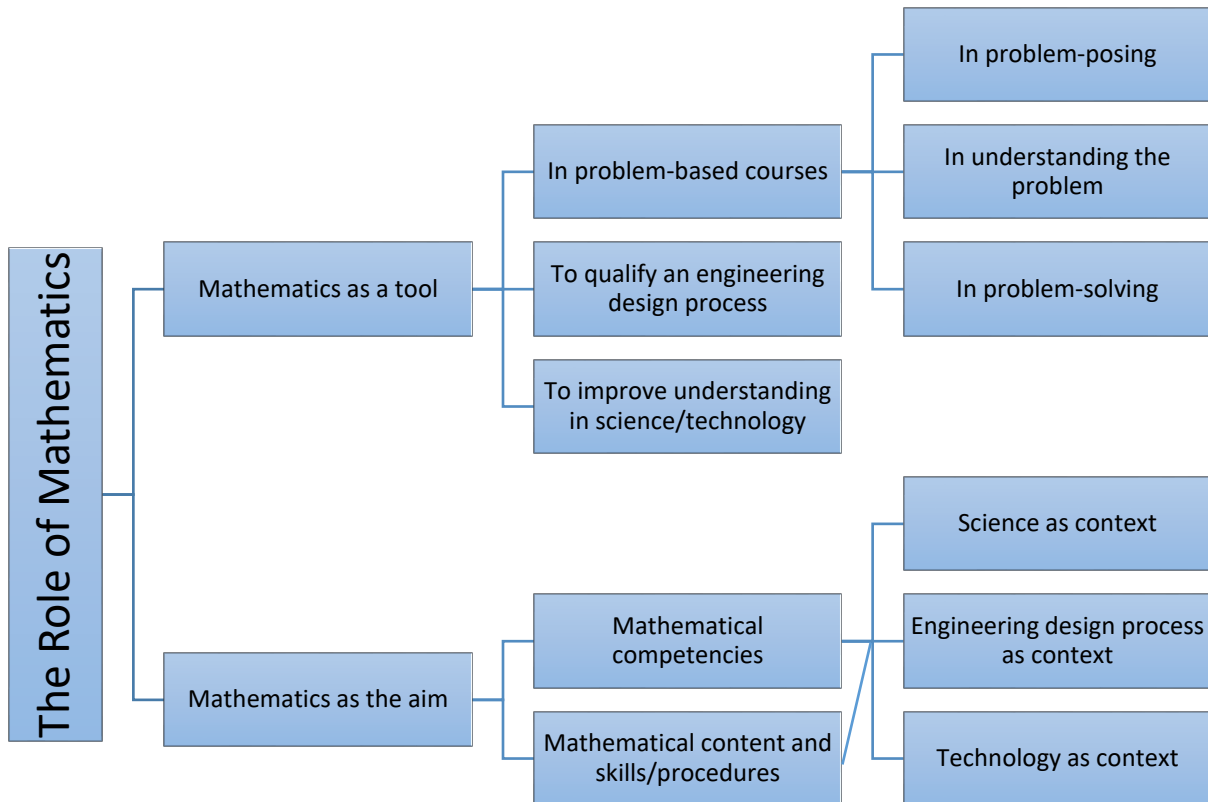 The Role of Mathematics
Mathematics as a tool
In problem-based courses
In problem-posing
In understanding the
problem
In problem-solving
To qualify an engineering
design process
To improve understanding
in science/technology
Mathematics as the aim
Mathematical
competencies
Mathematical content and
skills/procedures
Science as context
Engineering design process
as context
Technology as context